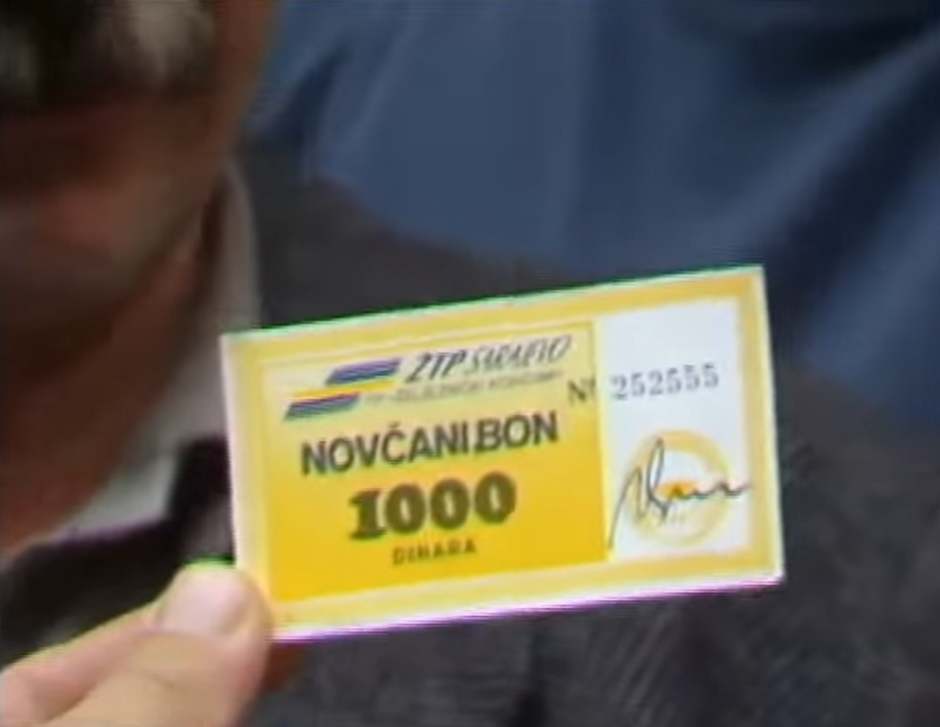 ŽTP SARAJEVO
Nº 252555
NOVČANI BON
1000
DINARA